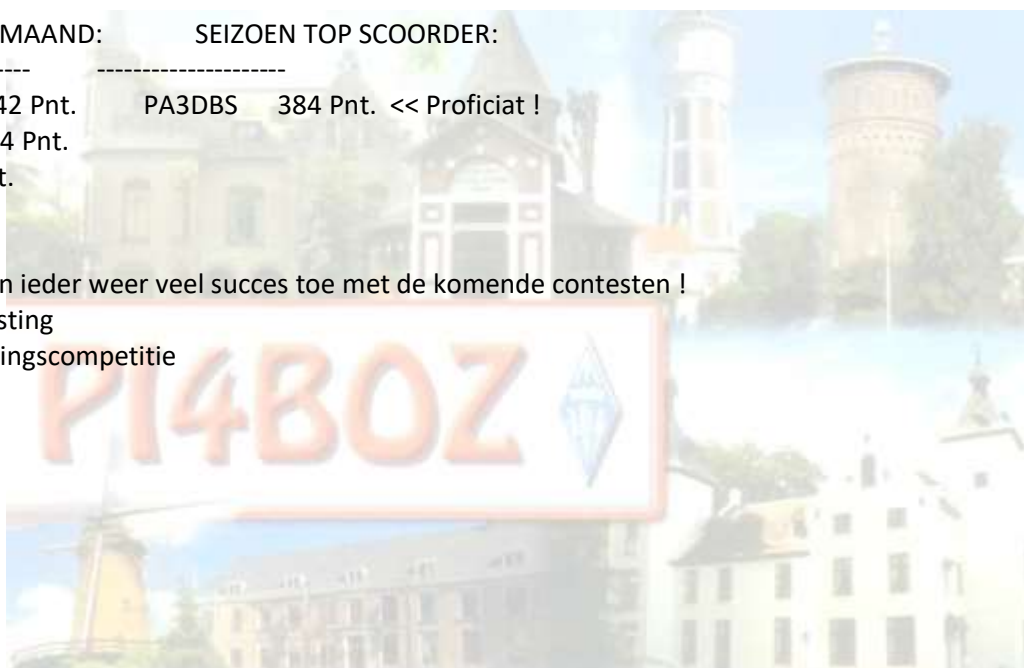 MAAND: SEIZOEN TOP SCOORDER:
---- ---------------------
42 Pnt. PA3DBS 384 Pnt. << Proficiat !
4 Pnt.
t.
n ieder weer veel succes toe met de komende contesten !
sting
ingscompetitie
PI4BOZ